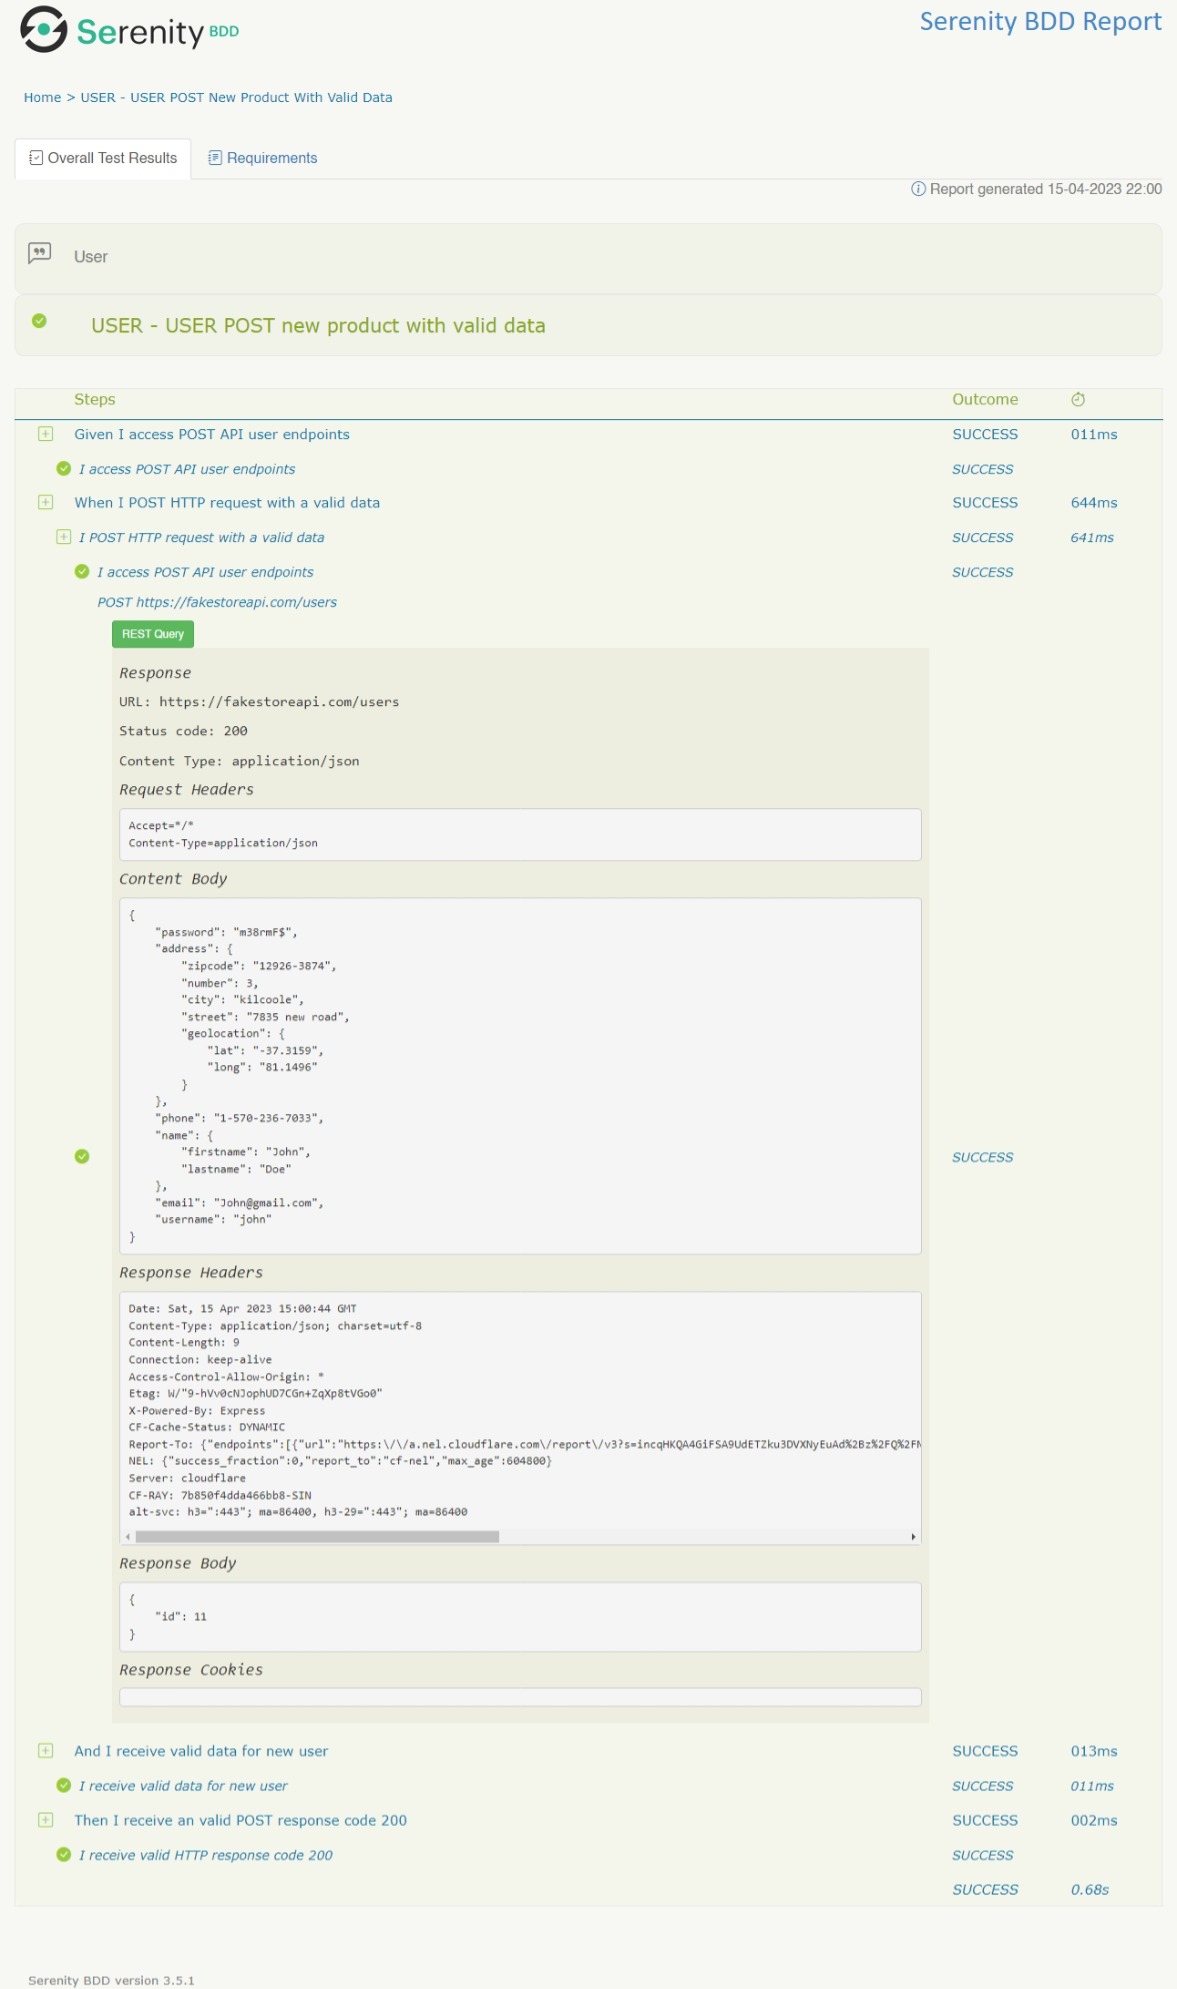 Serenity BDD
Serenity BDD Report
Home > USER - USER POST New Product With Valid Data
Overall Test Results
Requirements
Report generated 15-04-2023 22:00
User
USER - USER POST new product with valid data
Steps Outcome
Given I access POST API user endpoints SUCCESS 011ms
I access POST API user endpoints SUCCESS
When I POST HTTP request with a valid data SUCCESS 644ms
I POST HTTP request with a valid data SUCCESS 641ms
I access POST API user endpoints SUCCESS
POST https://fakestoreapi.com/users
REST Query
Response
URL: https://fakestoreapi.com/users
Status code: 200
Content Type: application/json
Request Headers
Accept=*/*
Content-Type=application/json
Content Body
{
"password": "m38rmF$",
"address": {
"zipcode": "12926-3874",
"number": 3,
"city": "kilcoole",
"street": "7835 new road",
"geolocation": {
"lat": "-37.3159",
"long": "81.1496"
}
},
"phone": "1-570-236-7033",
"name": {
"firstname": "John",
"lastname": "Doe"
},
"email": "John@gmail.com",
"username": "john"
}
SUCCESS
Response Headers
Date: Sat, 15 Apr 2023 15:00:44 GMT
Content-Type: application/json; charset=utf-8
Content-Length: 9
Connection: keep-alive
Access-Control-Allow-Origin: *
Etag: W/"9-hVv0cNJophUD7CGn+ZqXp8tVGo0"
X-Powered-By: Express
CF-Cache-Status: DYNAMIC
Report-To: {"endpoints":[{"url":"https:\/\/a.nel.cloudflare.com\/report\/v3?s=incqHKQA4GiFSA9UdETZku3DVXNyEuAd%2Bz%2FQ%2FN
NEL: {"success_fraction":0,"report_to":"cf-nel","max_age":604800}
Server: cloudflare
CF-RAY: 7b850f4dda466bb8-SIN
alt-svc: h3=":443"; ma=86400, h3-29=":443"; ma=86400
Response Body
{
"id": 11
}
Response Cookies
And I receive valid data for new user SUCCESS 013ms
I receive valid data for new user SUCCESS 011ms
Then I receive an valid POST response code 200 SUCCESS 002ms
I receive valid HTTP response code 200 SUCCESS
SUCCESS 0.68s
Serenity BDD version 3.5.1